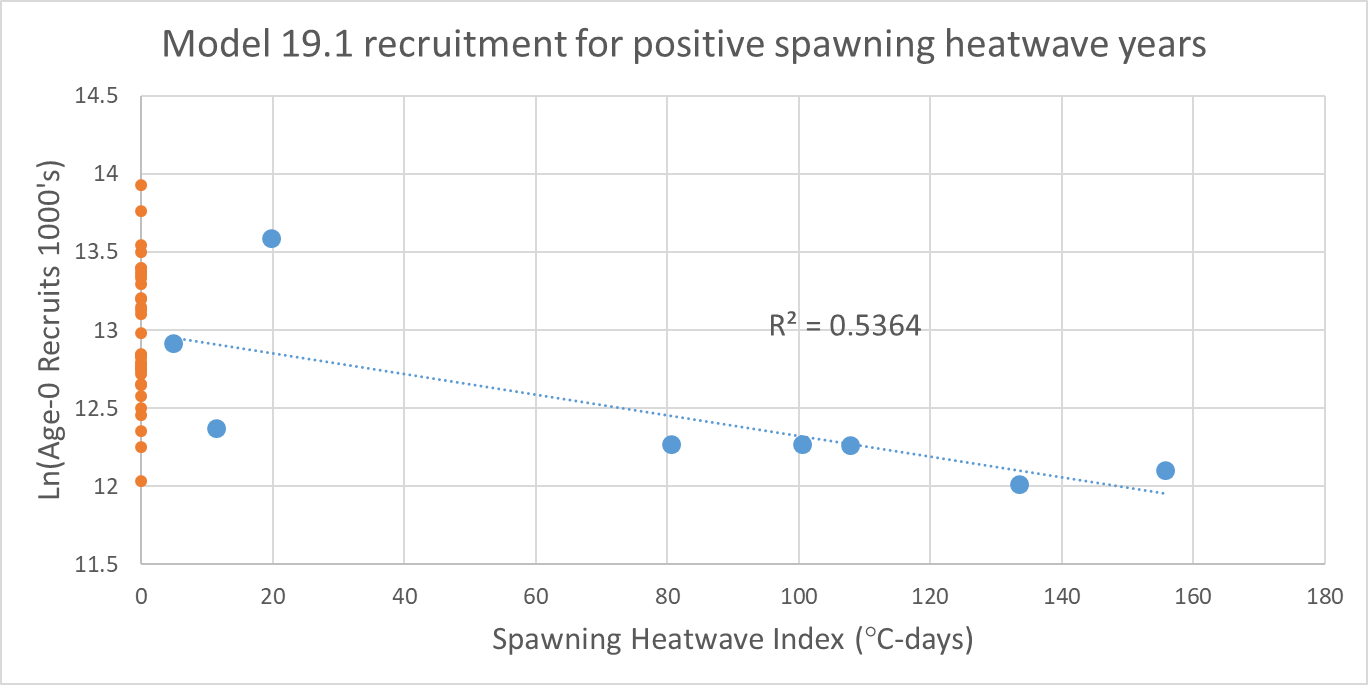 Model 19.1 recruitment for positive spawning heatwave years
14.5
14
13.5
13
12.5
12
11.5
Ln(Age-0 Recruits 1000's)
R² = 0.5364
0 20 40 60 80 100 120 140 160 180
Spawning Heatwave Index (°C-days)